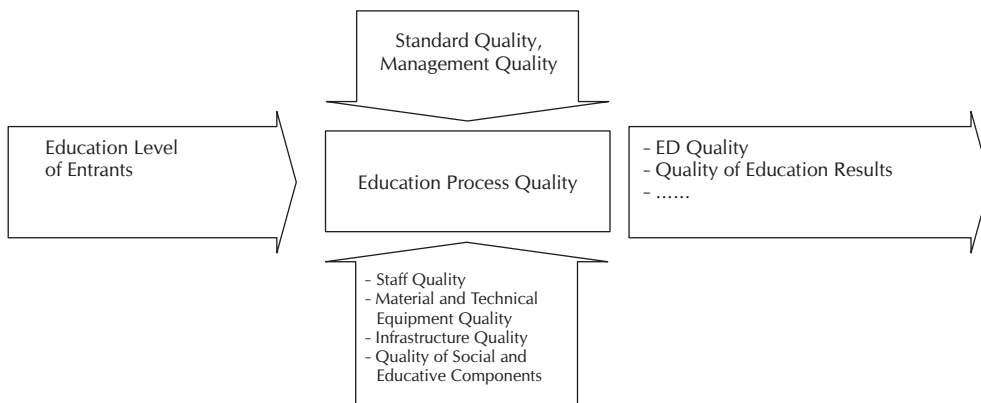 Standard Quality,
Management Quality
Education Level
of Entrants
Education Process Quality
- ED Quality
- Quality of Education Results
- ......
- Staff Quality
- Material and Technical
Equipment Quality
- Infrastructure Quality
- Quality of Social and
Educative Components